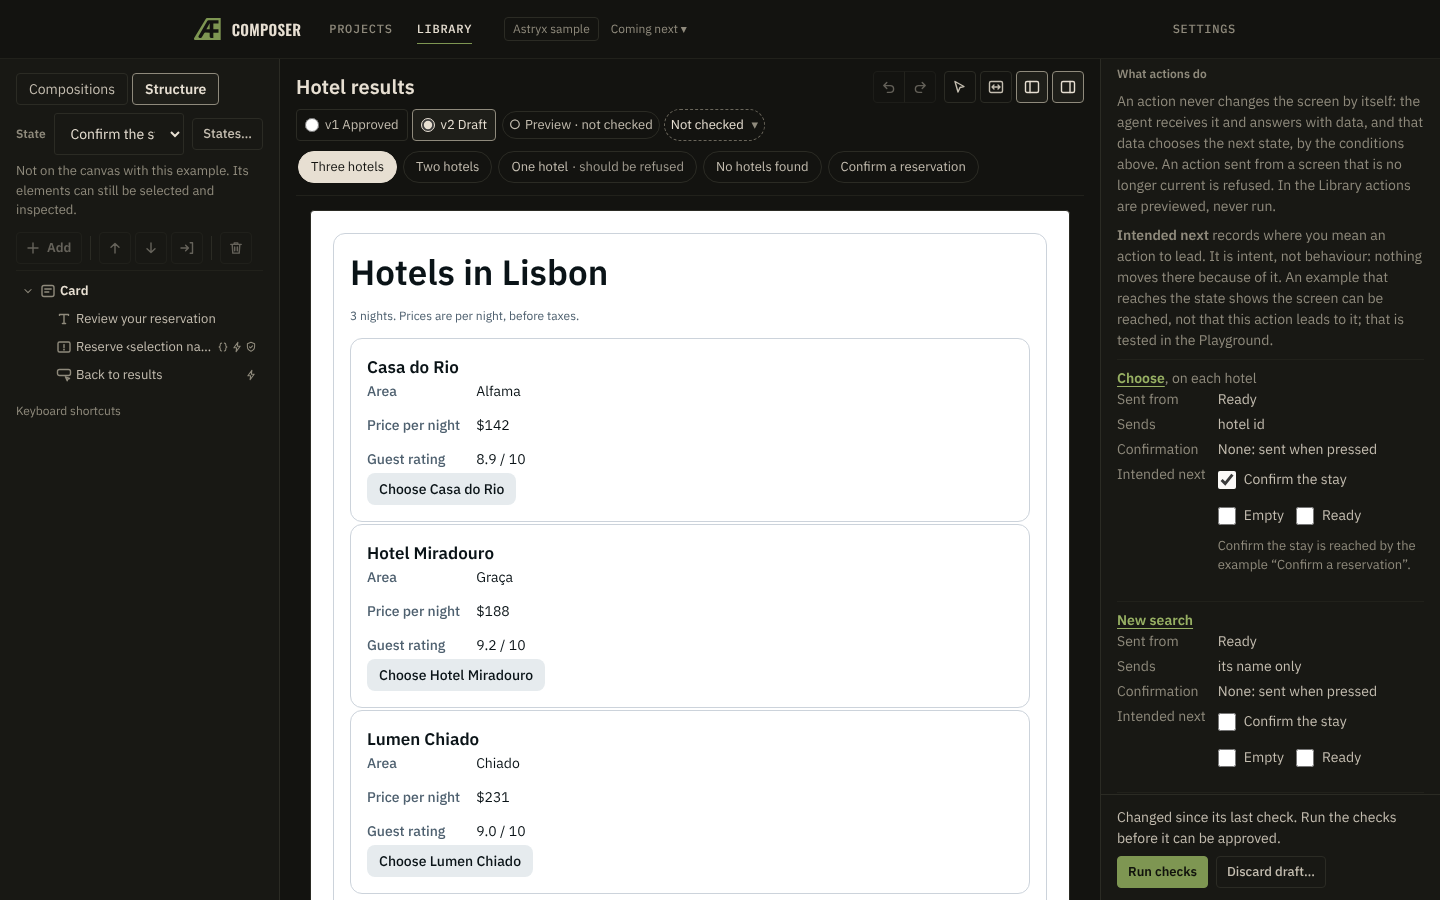 COMPOSER
PROJECTS
LIBRARY
Astryx sample
Coming next ▾
SETTINGS
Compositions
Structure
State
Confirm the s
States...
Not on the canvas with this example. Its
elements can still be selected and
inspected.
Add
Card
Review your reservation
Reserve ‹selection na...
Back to results
Keyboard shortcuts
Hotel results
v1 Approved
v2 Draft
Preview · not checked
Not checked ▾
Three hotels
Two hotels
One hotel · should be refused
No hotels found
Confirm a reservation
Hotels in Lisbon
3 nights. Prices are per night, before taxes.
Casa do Rio
Area Alfama
Price per night $142
Guest rating 8.9 / 10
Choose Casa do Rio
Hotel Miradouro
Area Graça
Price per night $188
Guest rating 9.2 / 10
Choose Hotel Miradouro
Lumen Chiado
Area Chiado
Price per night $231
Guest rating 9.0 / 10
Choose Lumen Chiado
What actions do
An action never changes the screen by itself: the
agent receives it and answers with data, and that
data chooses the next state, by the conditions
above. An action sent from a screen that is no
longer current is refused. In the Library actions
are previewed, never run.
Intended next records where you mean an
action to lead. It is intent, not behaviour: nothing
moves there because of it. An example that
reaches the state shows the screen can be
reached, not that this action leads to it; that is
tested in the Playground.
Choose, on each hotel
Sent from Ready
Sends hotel id
Confirmation None: sent when pressed
Intended next Confirm the stay
Empty Ready
Confirm the stay is reached by the
example “Confirm a reservation”.
New search
Sent from Ready
Sends its name only
Confirmation None: sent when pressed
Intended next Confirm the stay
Empty Ready
Changed since its last check. Run the checks
before it can be approved.
Run checks
Discard draft...